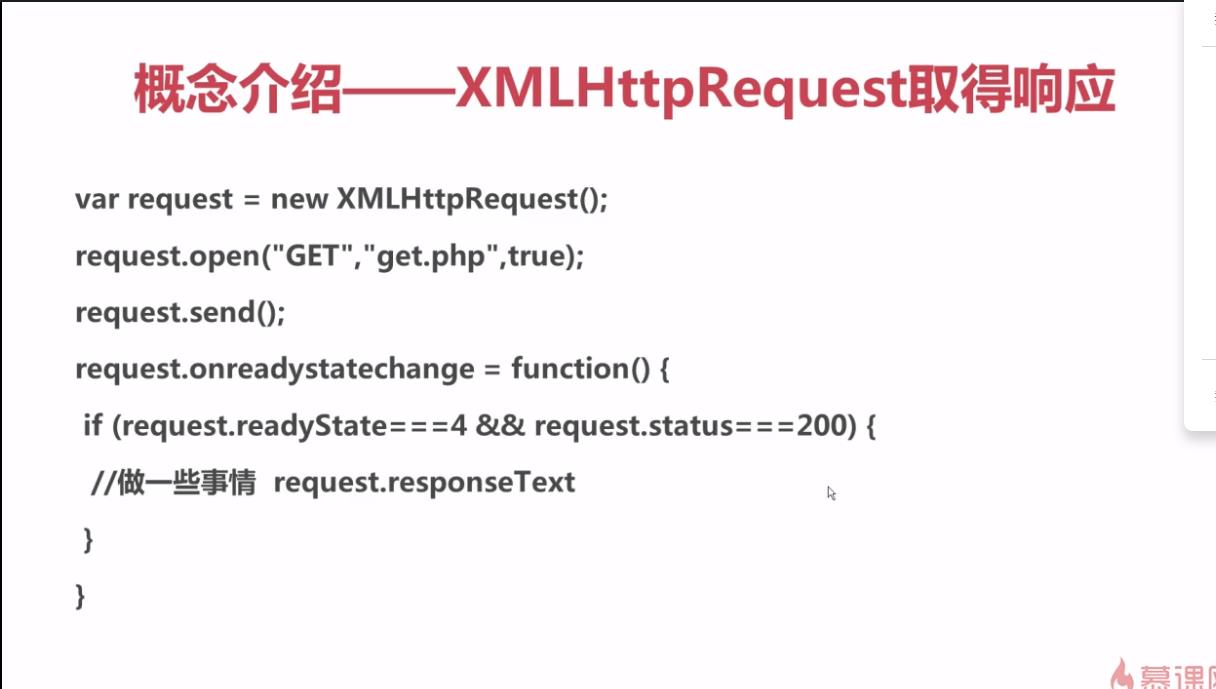 概念介绍——XMLHttpRequest取得响应
var request = new XMLHttpRequest();
request.open("GET","get.php",true);
request.send();
request.onreadystatechange = function() {
if (request.readyState===4 && request.status===200) {
//做一些事情 request.responseText
}
}
慕课